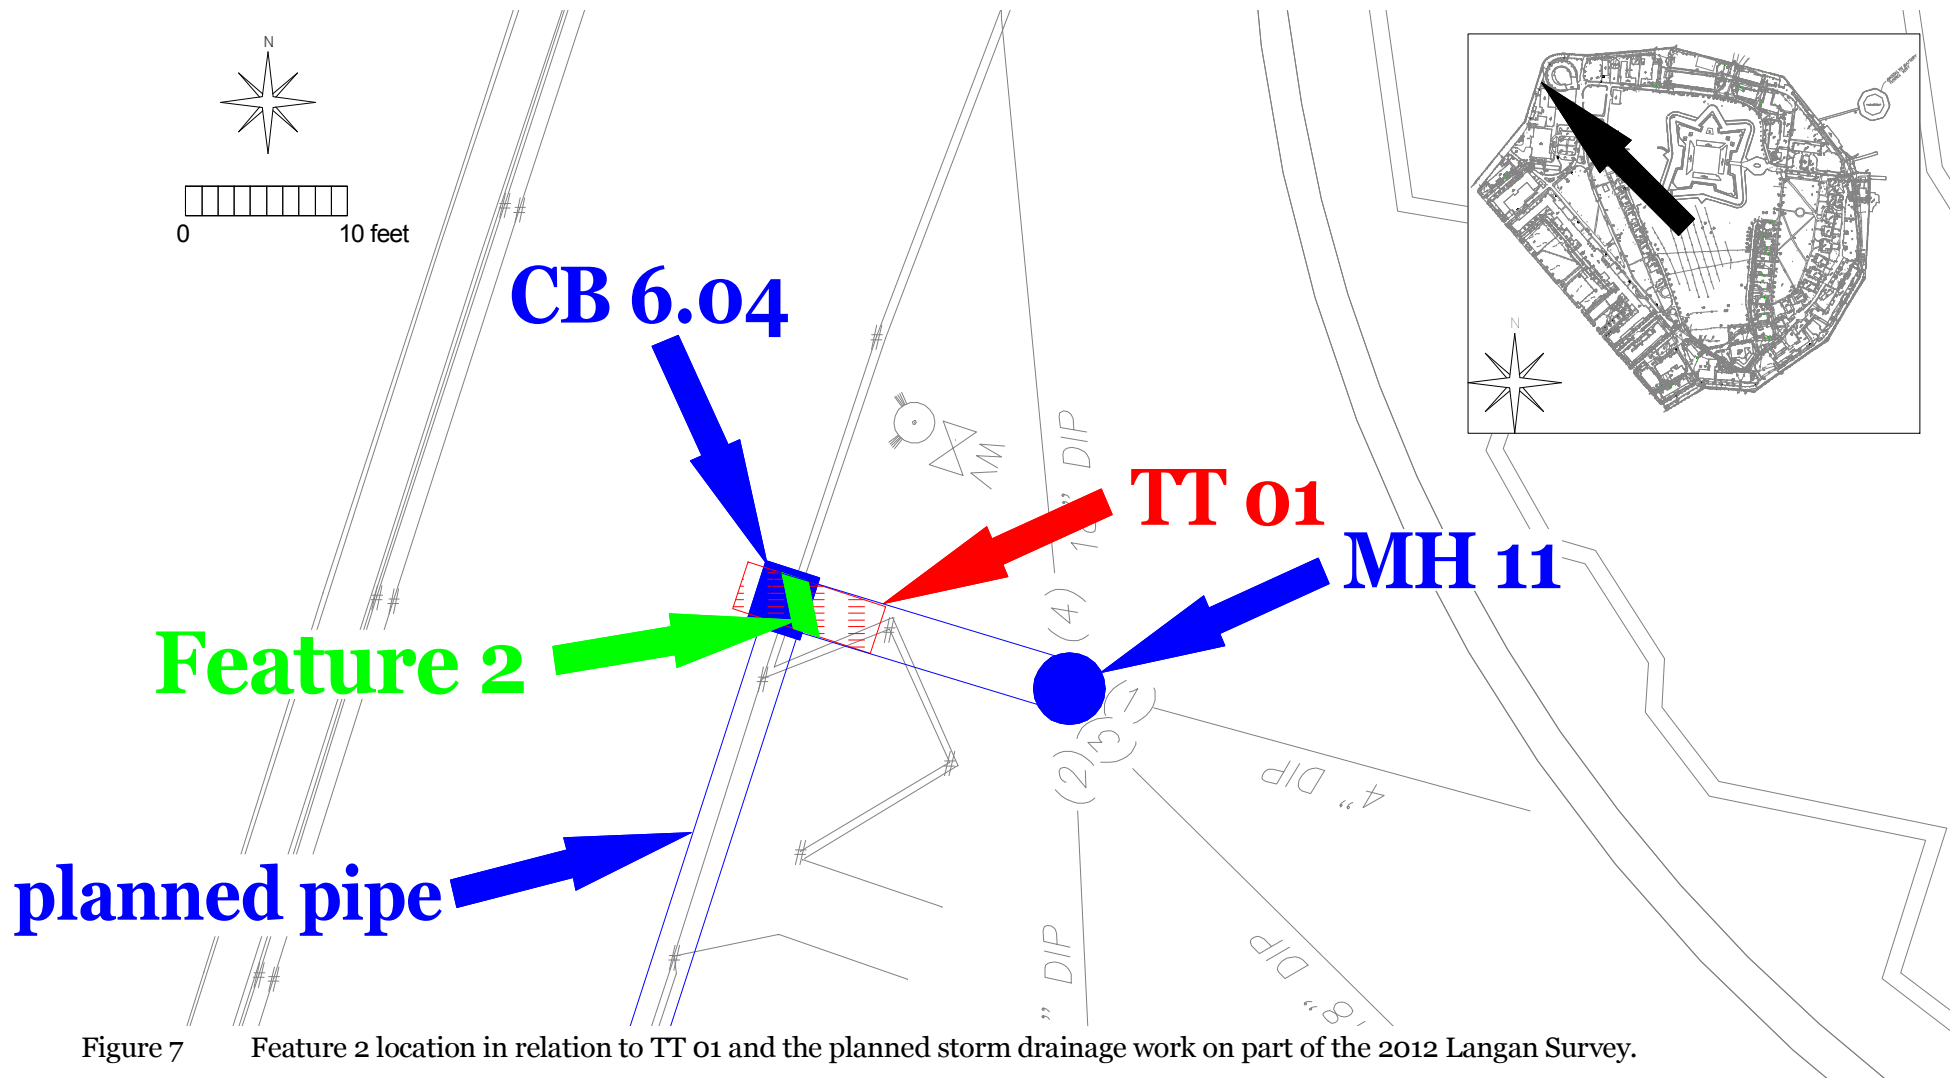 N
0 10 feet
CB 6.04
N
DIP
TT 01
MH 11
(4)
Feature 2
(1)
(3)
(2)
4" DIP
planned pipe
" DIP
8" DIP
Figure 7 Feature 2 location in relation to TT 01 and the planned storm drainage work on part of the 2012 Langan Survey.